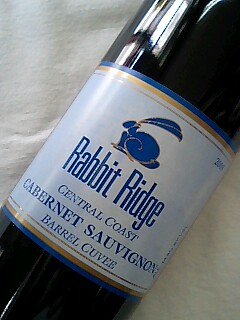 Rabbit Ridge
CENTRAL COAST
CABERNET SAUVIGNON
BARREL CUVEE